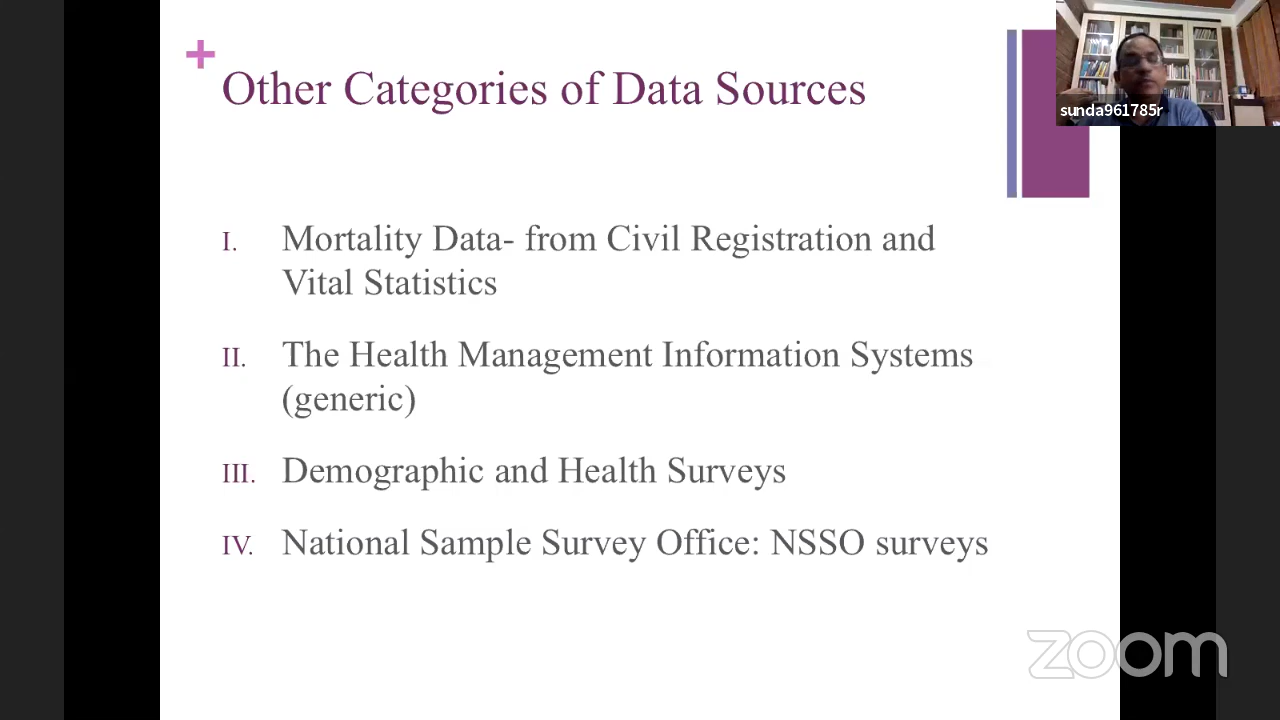 +
Other Categories of Data Sources
sunda961785r
I. Mortality Data- from Civil Registration and
Vital Statistics
II. The Health Management Information Systems
(generic)
III. Demographic and Health Surveys
IV. National Sample Survey Office: NSSO surveys
zoom